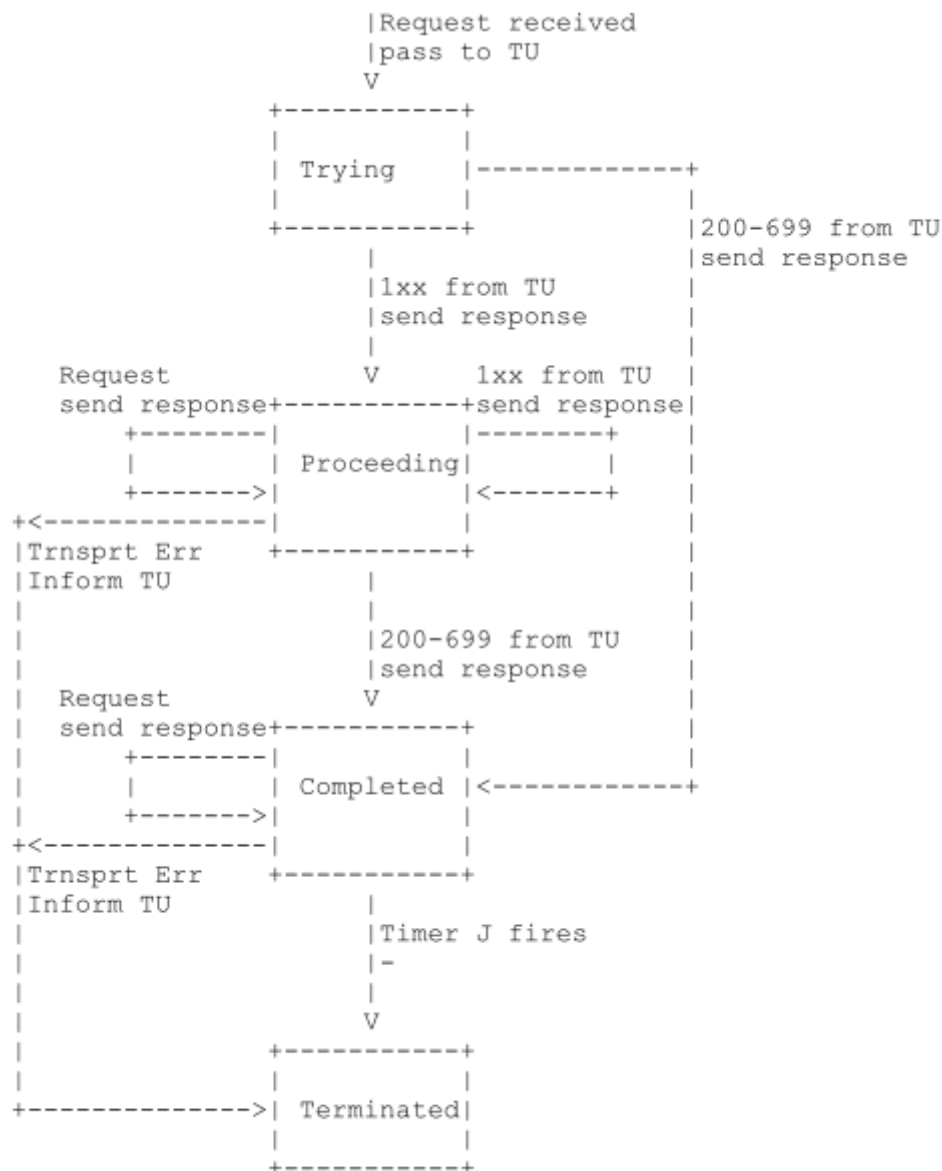 |Request received
|pass to TU
V
+-----------+
|           |
| Trying    |-------------+
|           |             |
+-----------+             |200-699 from TU
|                         |send response
|1xx from TU              |
|send response            |
|                         |
Request           V      1xx from TU   |
send response+-----------+send response|
+--------|           |--------+    |
|        | Proceeding|        |    |
+------->|           |<-------+    |
+<--------------|           |             |
|Trnsprt Err    +-----------+             |
|Inform TU            |                   |
|                     |                   |
|                     |200-699 from TU    |
|                     |send response      |
|  Request            V                   |
|  send response+-----------+             |
|      +--------|           |             |
|      |        | Completed |<------------+
|      +------->|           |
+<--------------|           |
|Trnsprt Err    +-----------+
|Inform TU            |
|                     |Timer J fires
|                     |-
|                     |
|                     V
|               +-----------+
|               |           |
+-------------->| Terminated|
|           |
+-----------+